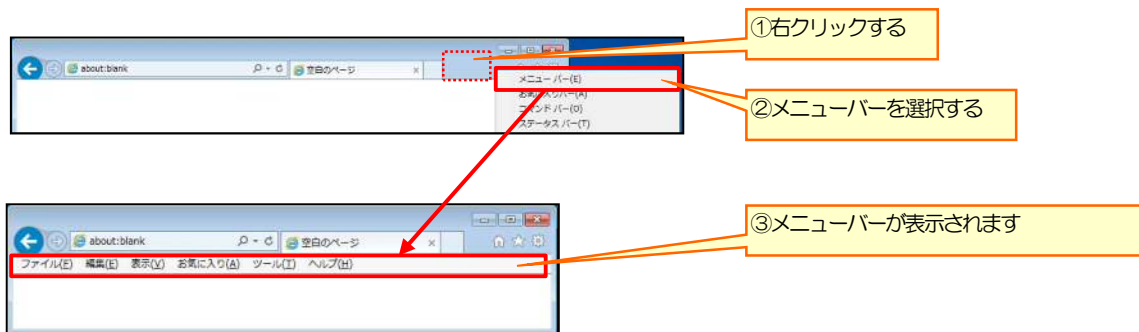 ①右クリックする
about:blank
空白のページ
メニュー バー(E)
お気に入りバー(A)
コマンド バー(O)
ステータス バー(T)
②メニューバーを選択する
③メニューバーが表示されます
about:blank
空白のページ
ファイル(F) 編集(E) 表示(V) お気に入り(A) ツール(T) ヘルプ(H)